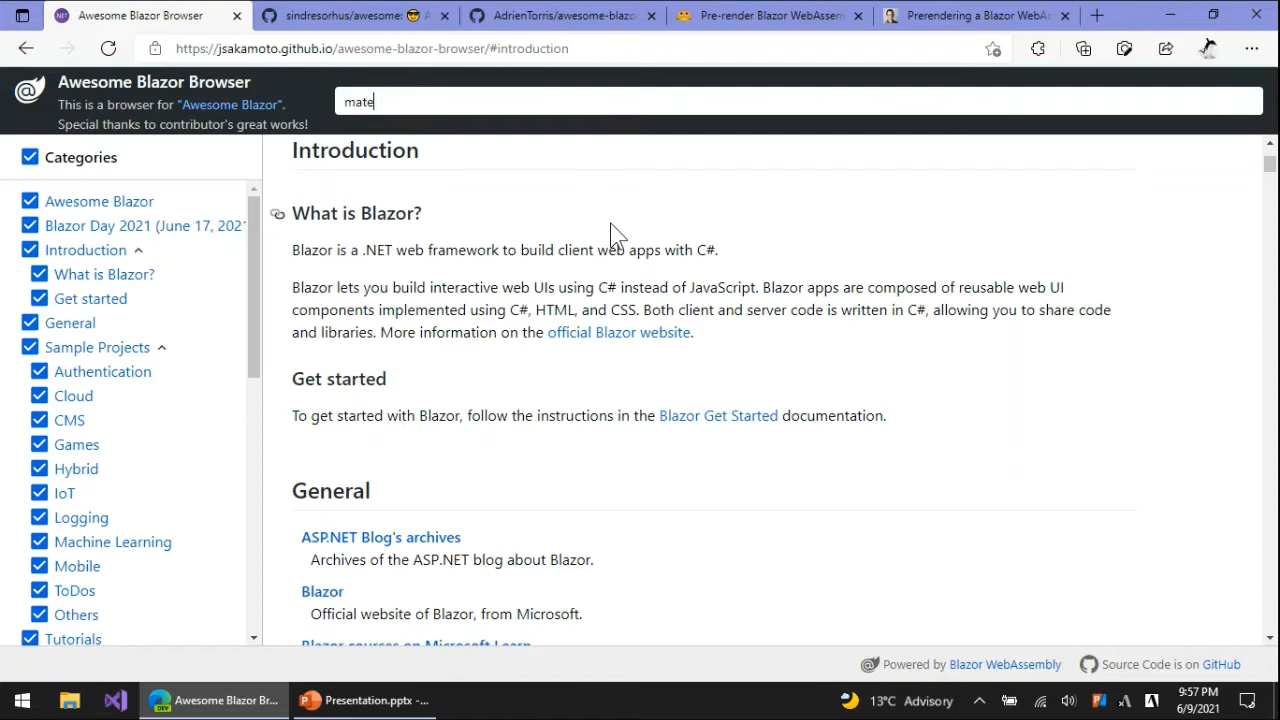 Awesome Blazor Browser
sindresorhus/awesome: 😎 A
AdrienTorris/awesome-blazo
Pre-render Blazor WebAssem
Prerendering a Blazor WebAs
https://jsakamoto.github.io/awesome-blazor-browser/#introduction
Awesome Blazor Browser
This is a browser for "Awesome Blazor".
Special thanks to contributor's great works!
mate
Categories
Awesome Blazor
Blazor Day 2021 (June 17, 202
Introduction
What is Blazor?
Get started
General
Sample Projects
Authentication
Cloud
CMS
Games
Hybrid
IoT
Logging
Machine Learning
Mobile
ToDos
Others
Tutorials
Introduction
What is Blazor?
Blazor is a .NET web framework to build client web apps with C#.
Blazor lets you build interactive web UIs using C# instead of JavaScript. Blazor apps are composed of reusable web UI
components implemented using C#, HTML, and CSS. Both client and server code is written in C#, allowing you to share code
and libraries. More information on the official Blazor website.
Get started
To get started with Blazor, follow the instructions in the Blazor Get Started documentation.
General
ASP.NET Blog's archives
Archives of the ASP.NET blog about Blazor.
Blazor
Official website of Blazor, from Microsoft.
Blazor courses on Microsoft Learn
Powered by Blazor WebAssembly
Source Code is on GitHub
Awesome Blazor Br...
Presentation.pptx -...
13°C Advisory
A
9:57 PM
6/9/2021